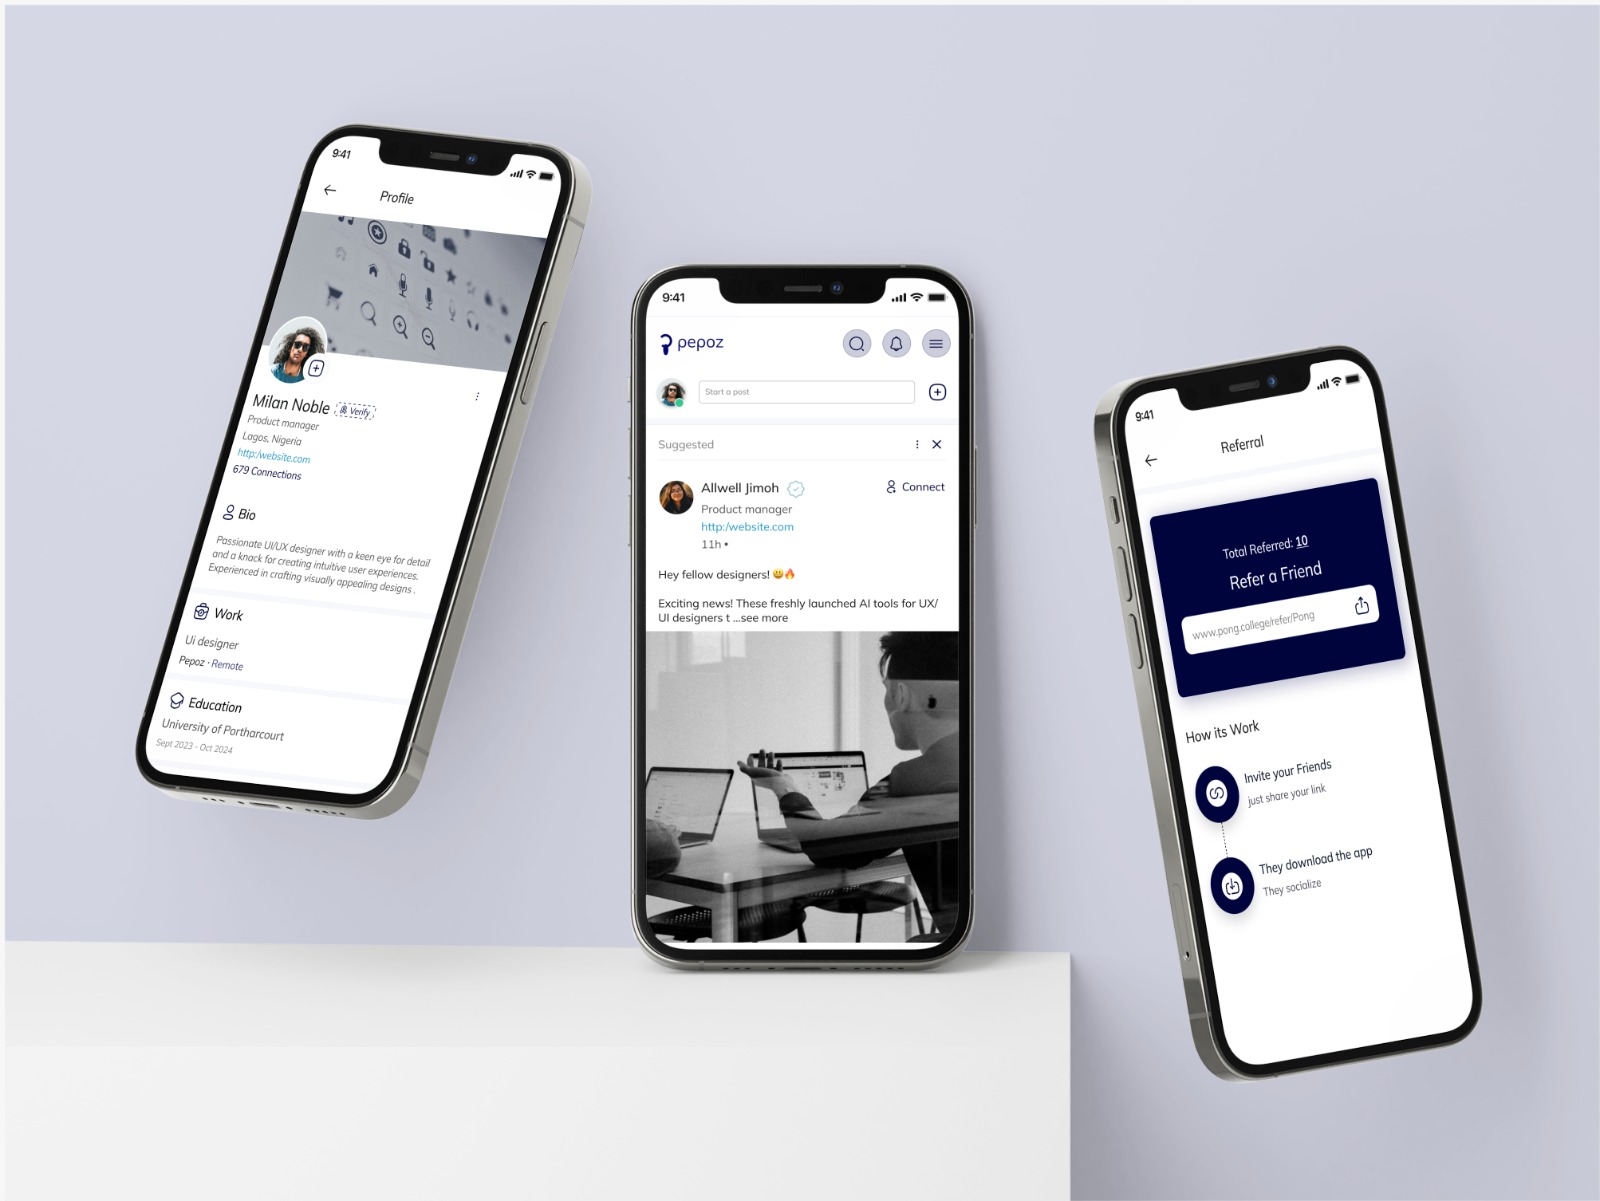 9:41
Profile
Milan Noble
Verify
Product manager
Lagos, Nigeria
http:/website.com
679 Connections
Bio
Passionate UI/UX designer with a keen eye for detail
and a knack for creating intuitive user experiences.
Experienced in crafting visually appealing designs .
Work
Ui designer
Pepoz · Remote
Education
University of Portharcourt
Sept 2023 - Oct 2024
9:41
pepoz
Start a post
Suggested
Allwell Jimoh
Connect
Product manager
http:/website.com
11h •
Hey fellow designers! 😀🔥
Exciting news! These freshly launched AI tools for UX/
UI designers t ...see more
9:41
Referral
Total Referred: 10
Refer a Friend
www.pong.college/refer/Pong
How its Work
Invite your Friends
just share your link
They download the app
They socialize